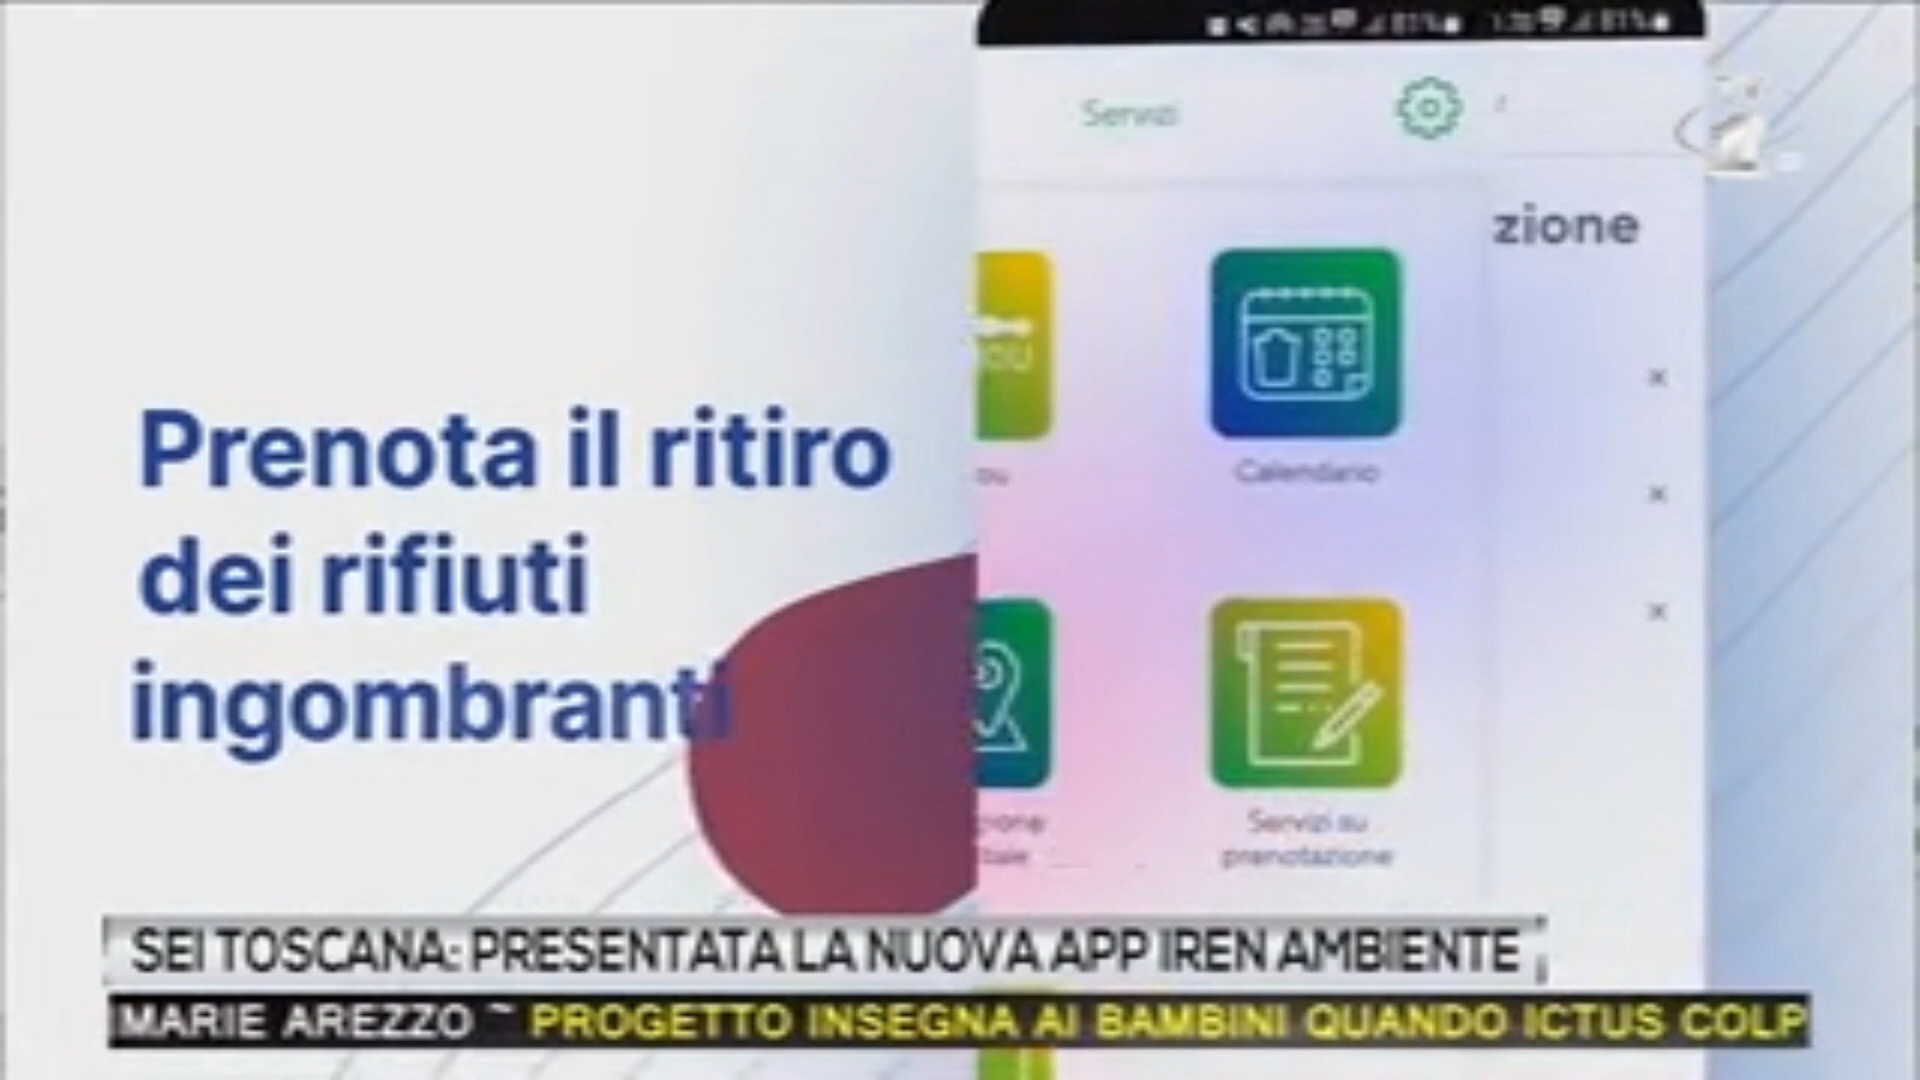 Servizi
zione
Calendario
Prenota il ritiro
dei rifiuti
ingombranti
Servizi su
prenotazione
SEI TOSCANA: PRESENTATA LA NUOVA APP IREN AMBIENTE
MARIE AREZZO ~ PROGETTO INSEGNA AI BAMBINI QUANDO ICTUS COLP